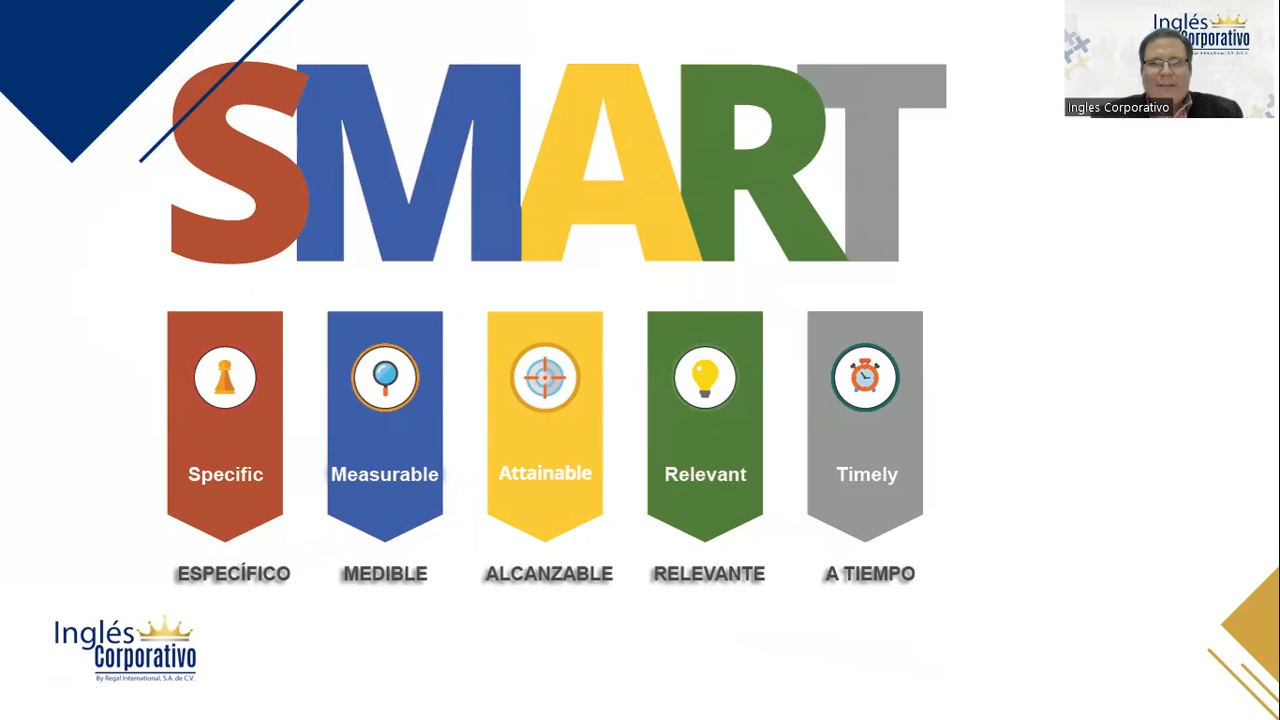 SMART
Inglés
Corporativo
Ingles Corporativo
Specific
Measurable
Attainable
Relevant
Timely
ESPECÍFICO
MEDIBLE
ALCANZABLE
RELEVANTE
A TIEMPO
Inglés
Corporativo
By Regal International, S.A. de C.V.